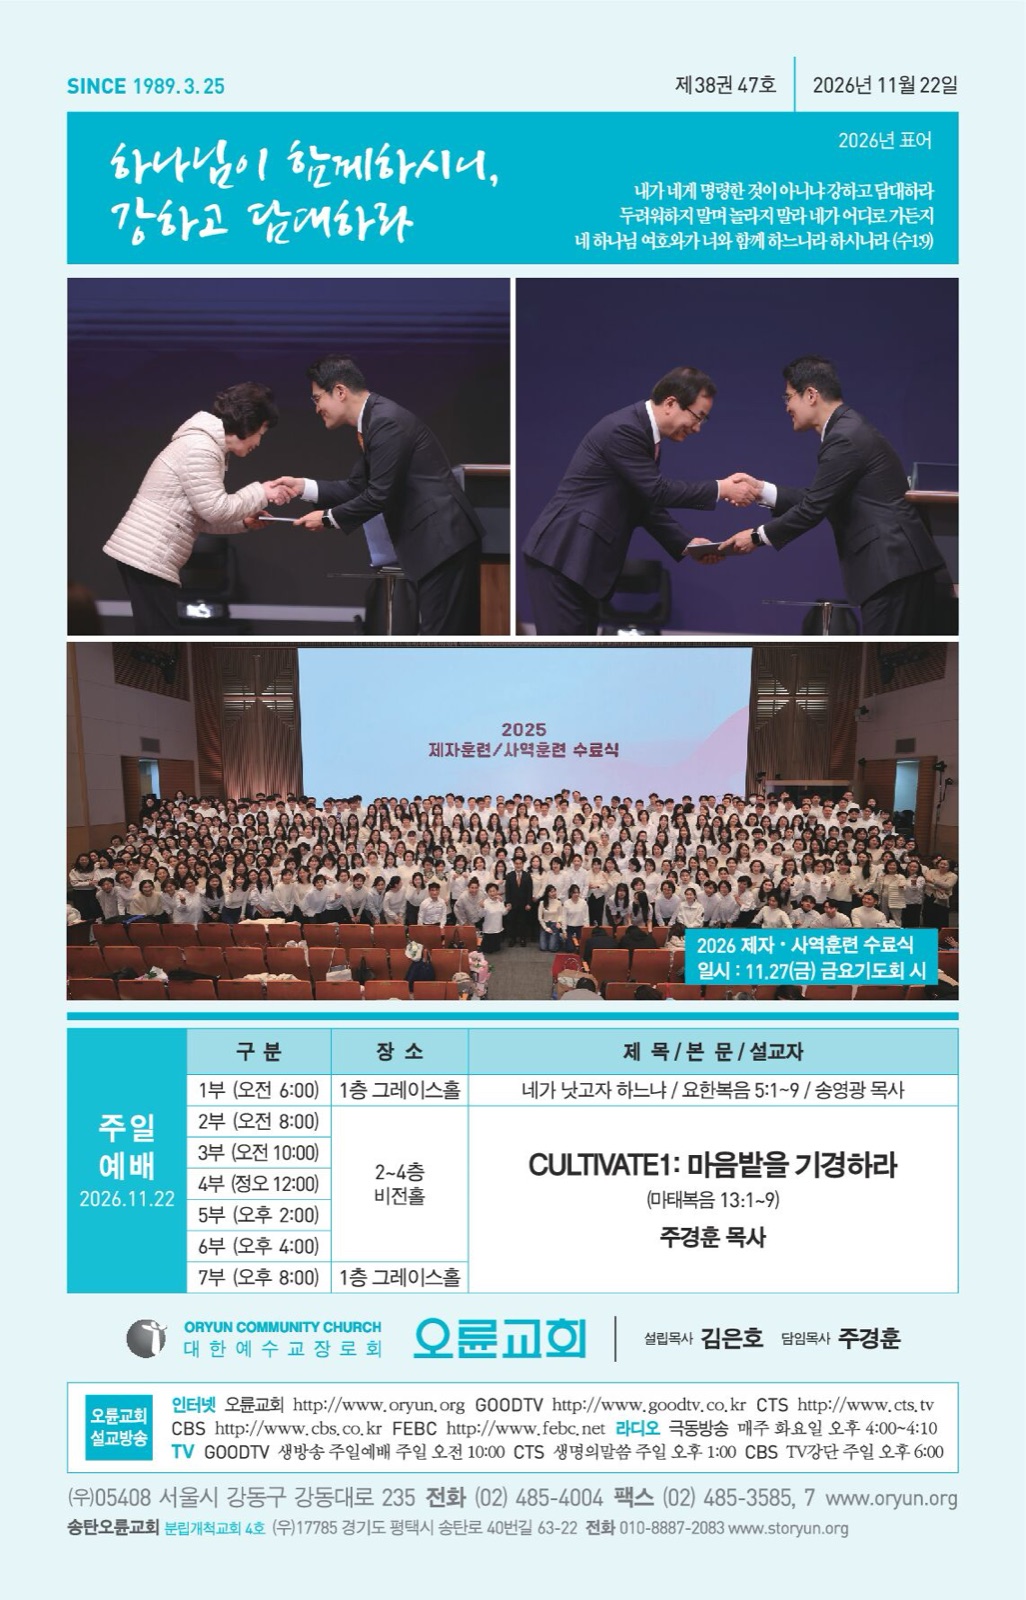 SINCE 1989. 3. 25
제38권 47호
2026년 11월 22일
하나님이 함께하시니,
강하고 담대하라
2026년 표어
내가 네게 명령한 것이 아니냐 강하고 담대하라
두려워하지 말며 놀라지 말라 네가 어디로 가든지
네 하나님 여호와가 너와 함께 하느니라 하시니라 (수1:9)
2025
제자훈련/사역훈련 수료식
2026 제자・사역훈련 수료식
일시 : 11.27(금) 금요기도회 시
주일
예배
2026.11.22
구 분 장 소 제 목 / 본 문 / 설교자
1부 (오전 6:00) 1층 그레이스홀 네가 낫고자 하느냐 / 요한복음 5:1~9 / 송영광 목사
2부 (오전 8:00)
3부 (오전 10:00)
4부 (정오 12:00)
5부 (오후 2:00)
6부 (오후 4:00)
2~4층
비전홀
7부 (오후 8:00) 1층 그레이스홀
CULTIVATE1: 마음밭을 기경하라
(마태복음 13:1~9)
주경훈 목사
ORYUN COMMUNITY CHURCH
대한예수교장로회
오륜교회
설립목사 김은호 담임목사 주경훈
오륜교회
설교방송
인터넷 오륜교회 http://www.oryun.org GOODTV http://www.goodtv.co.kr CTS http://www.cts.tv
CBS http://www.cbs.co.kr FEBC http://www.febc.net 라디오 극동방송 매주 화요일 오후 4:00~4:10
TV GOODTV 생방송 주일예배 주일 오전 10:00 CTS 생명의말씀 주일 오후 1:00 CBS TV강단 주일 오후 6:00
(우)05408 서울시 강동구 강동대로 235 전화 (02) 485-4004 팩스 (02) 485-3585, 7 www.oryun.org
송탄오륜교회 분립개척교회 4호 (우)17785 경기도 평택시 송탄로 40번길 63-22 전화 010-8887-2083 www.storyun.org